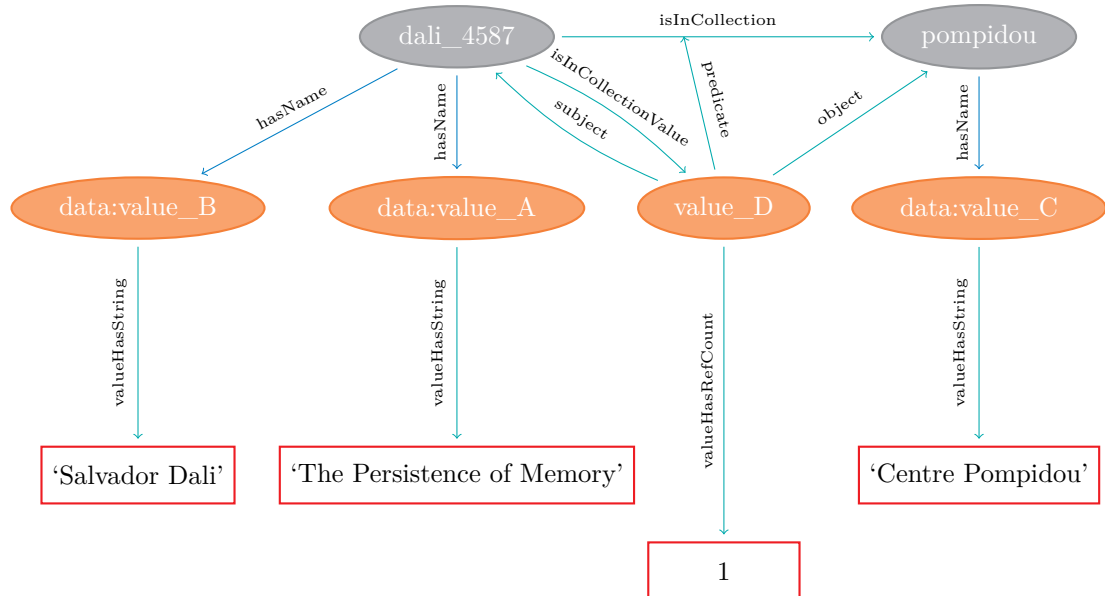 dali_4587
isInCollection
pompidou
hasName
hasName
isInCollectionValue
subject
predicate
object
hasName
data:value_B
data:value_A
value_D
data:value_C
valueHasString
valueHasString
valueHasRefCount
valueHasString
‘Salvador Dali’
‘The Persistence of Memory’
‘Centre Pompidou’
1